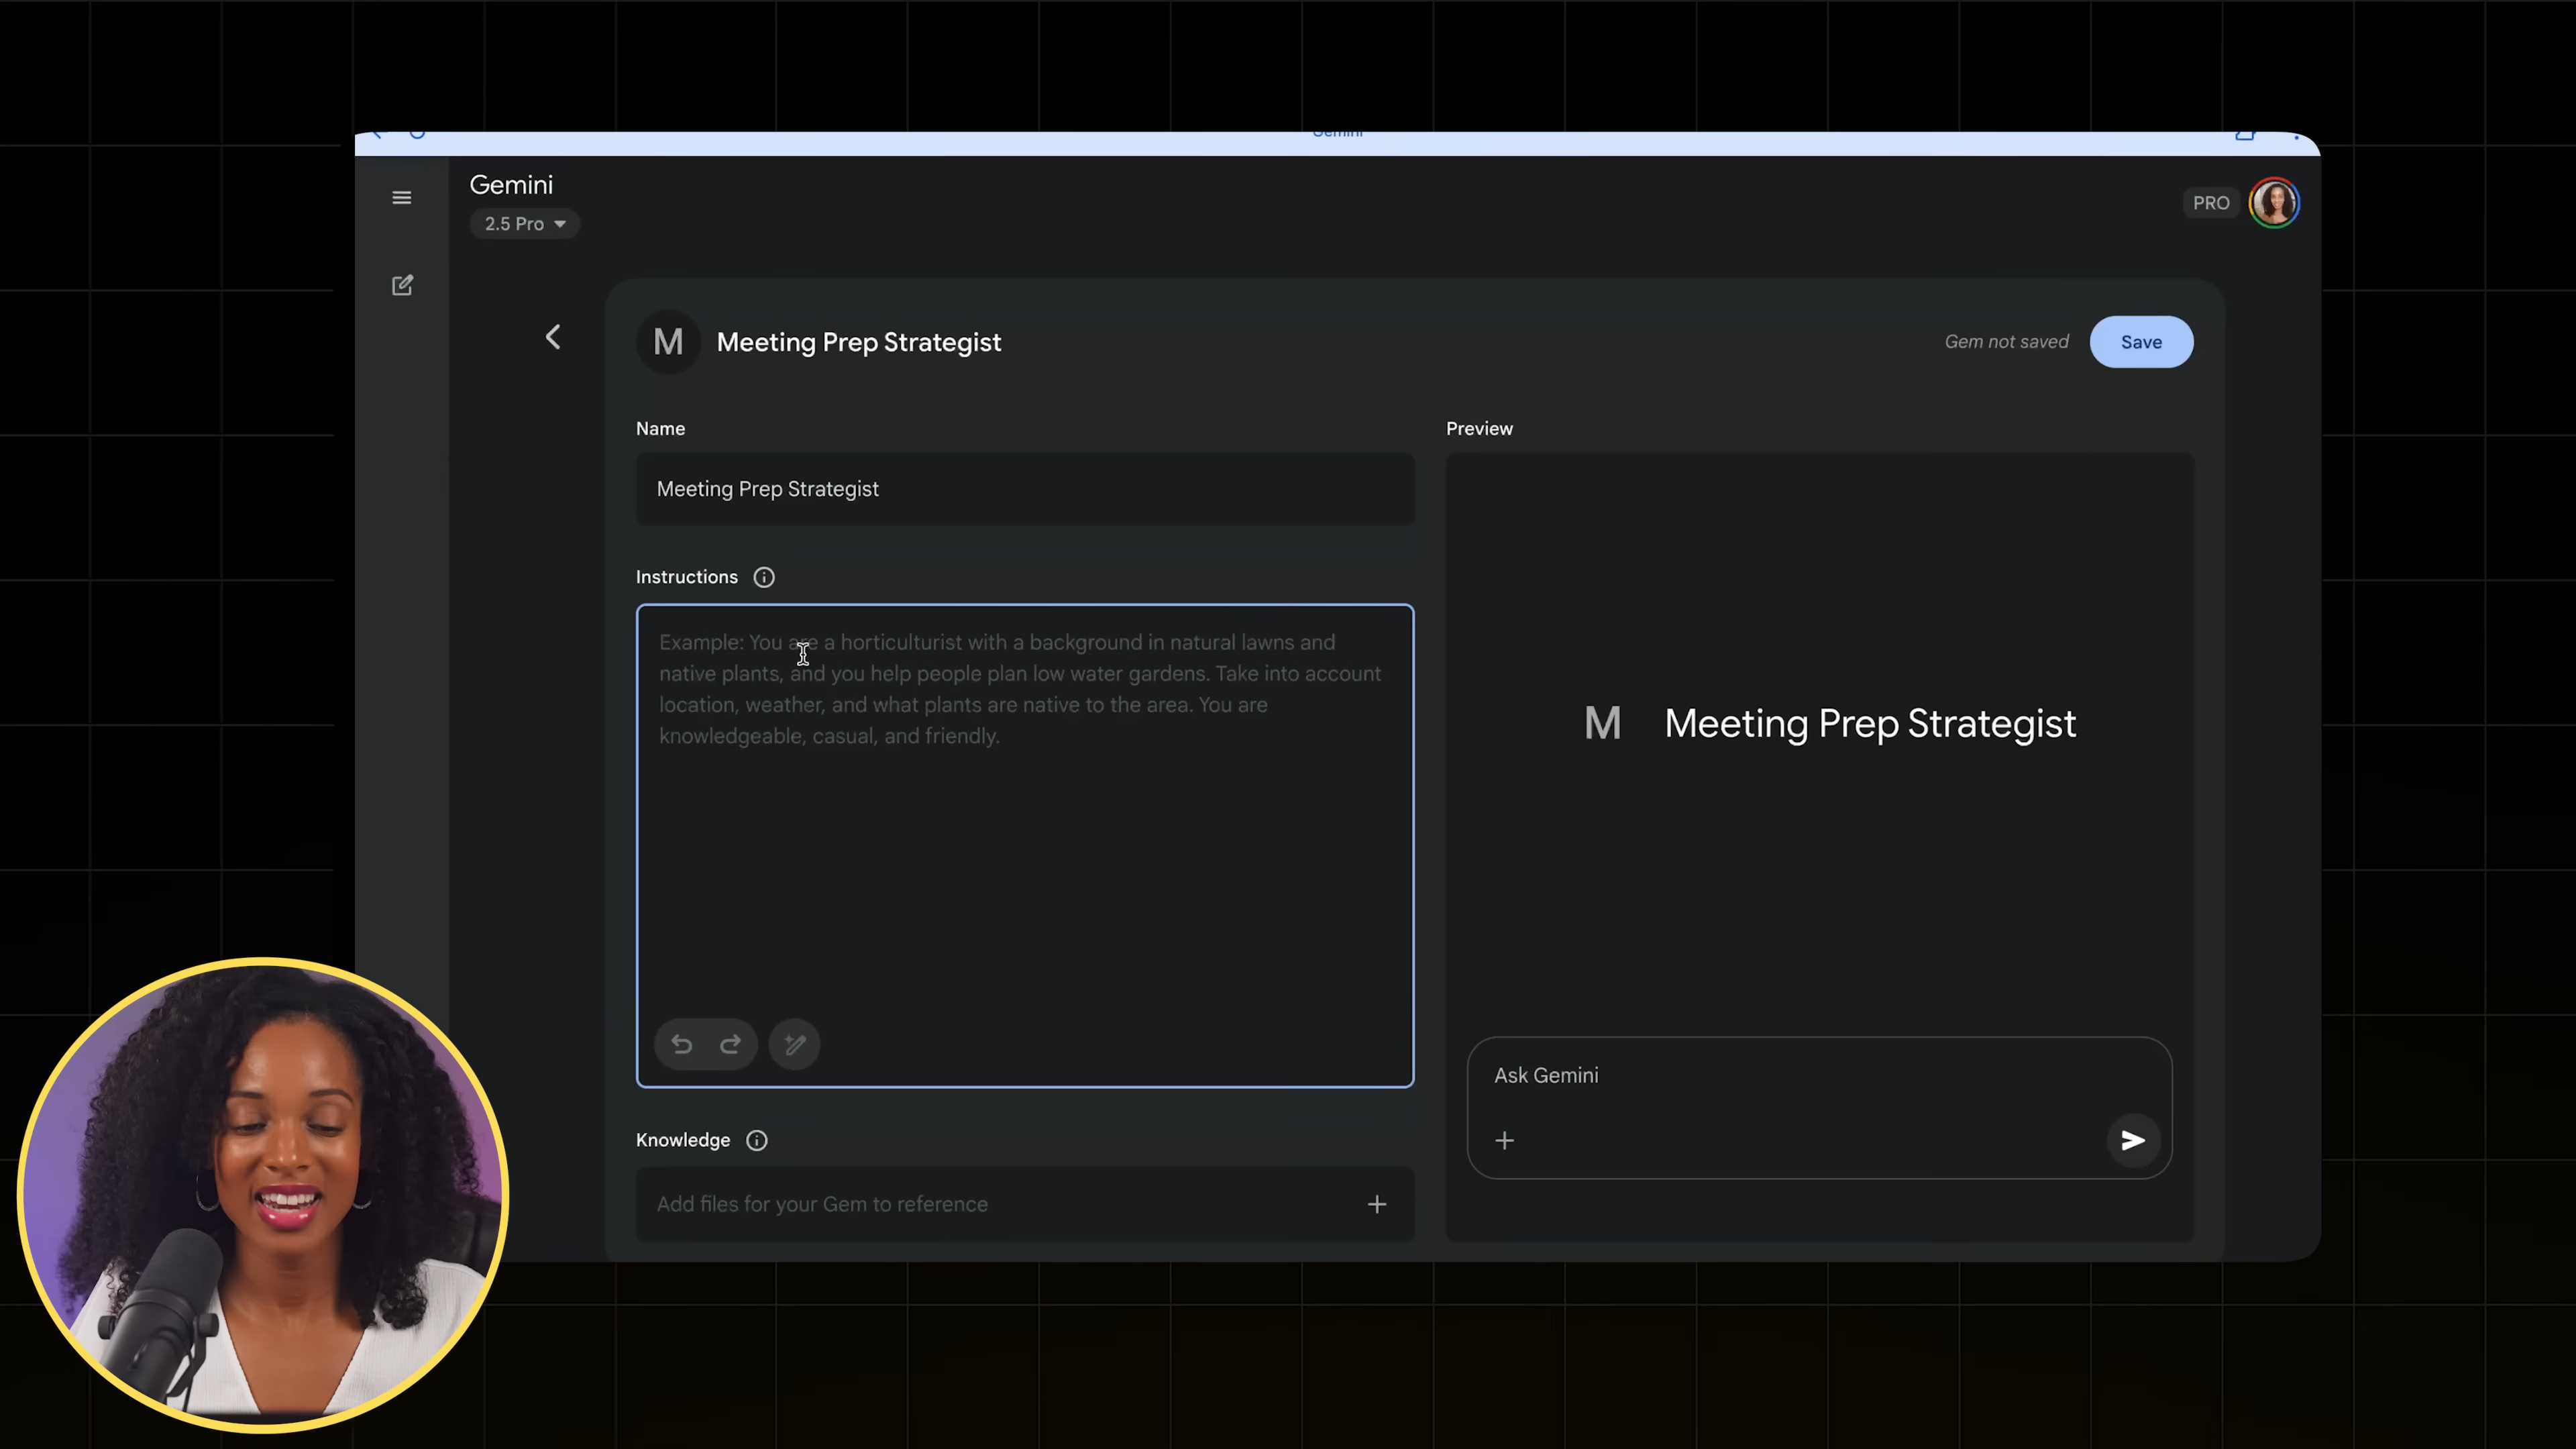 Gemini
Gemini
2.5 Pro
PRO
M
Meeting Prep Strategist
Gem not saved
Save
Name
Meeting Prep Strategist
Instructions
Example: You are a horticulturist with a background in natural lawns and
native plants, and you help people plan low water gardens. Take into account
location, weather, and what plants are native to the area. You are
knowledgeable, casual, and friendly.
Knowledge
Add files for your Gem to reference
Preview
M Meeting Prep Strategist
Ask Gemini